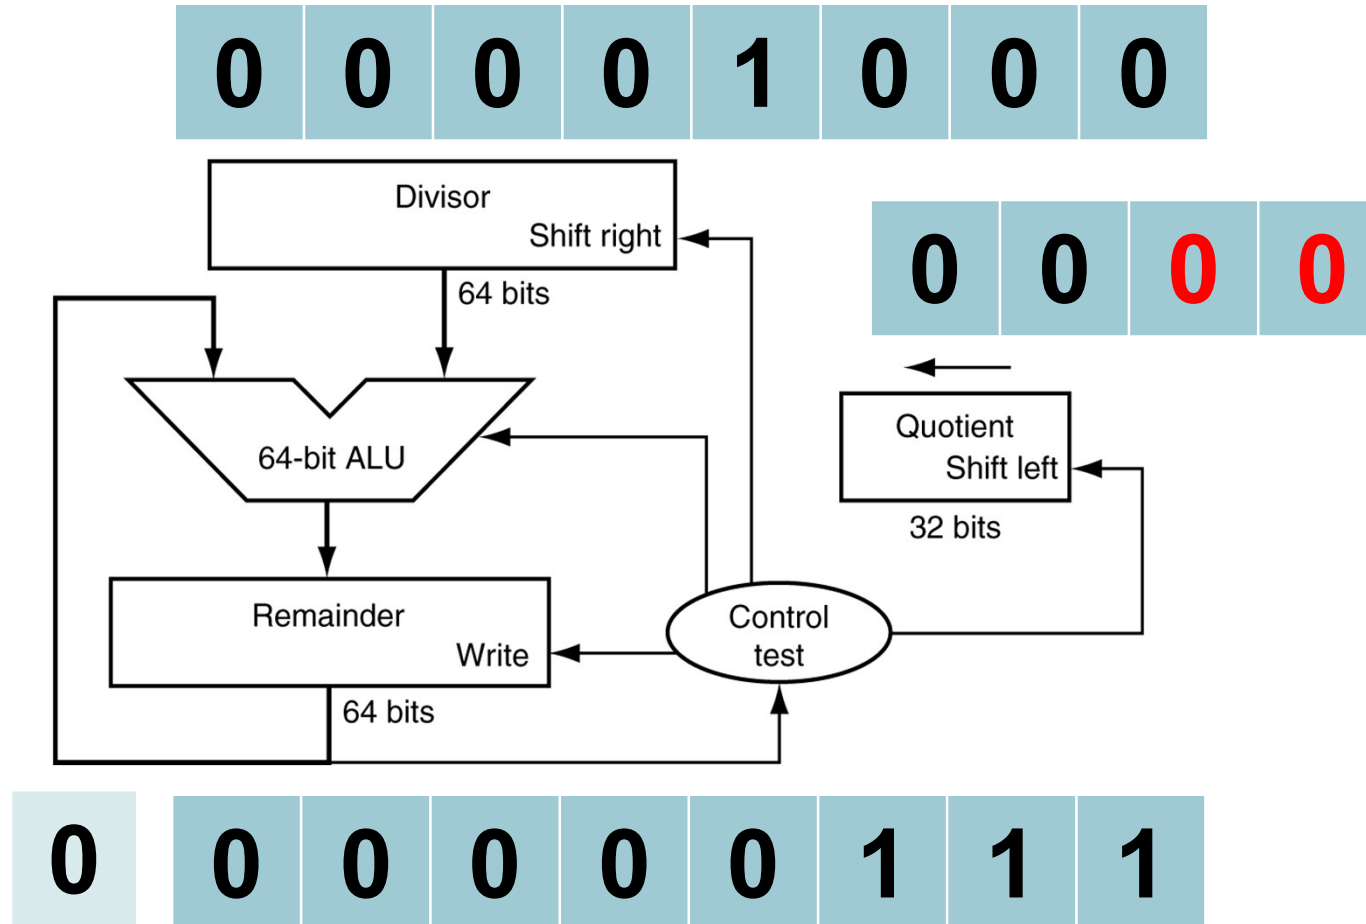 0 0 0 0 1 0 0 0
Divisor
Shift right
0 0 0 0
64 bits
Quotient
64-bit ALU
Shift left
32 bits
Remainder
Control
test
Write
64 bits
0 0 0 0 0 0 1 1 1